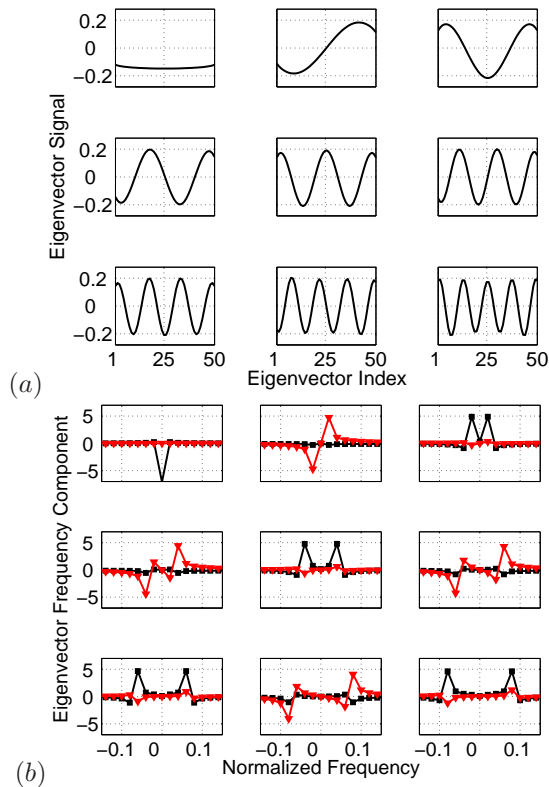 0.2
0
−0.2
0.2
0
−0.2
0.2
0
−0.2
1 25 50 1 25 50 1 25 50
Eigenvector Signal
Eigenvector Index
(a)
5
0
−5
5
0
−5
5
0
−5
−0.1 0 0.1 −0.1 0 0.1 −0.1 0 0.1
Eigenvector Frequency Component
Normalized Frequency
(b)